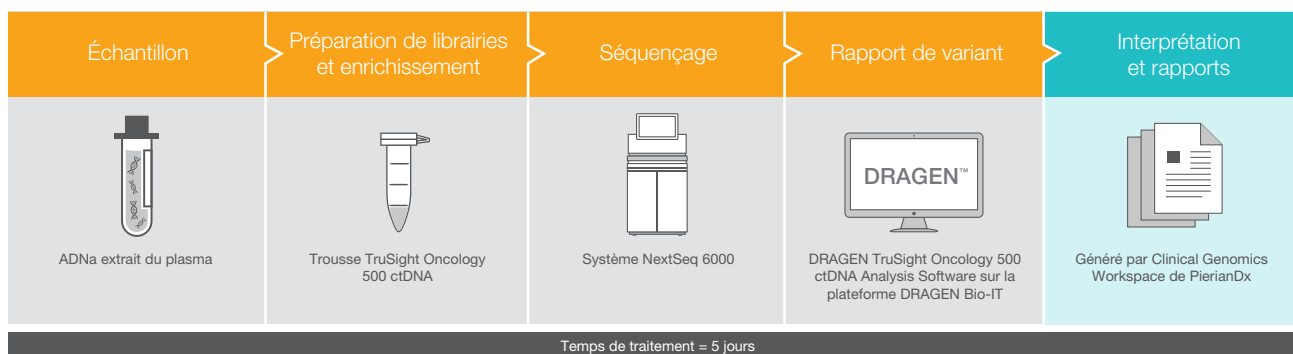 Échantillon
Préparation de librairies
et enrichissement
Séquençage
Rapport de variant
Interprétation
et rapports
DRAGEN™
ADNa extrait du plasma
Trousse TruSight Oncology
500 ctDNA
Système NextSeq 6000
DRAGEN TruSight Oncology 500
ctDNA Analysis Software sur la
plateforme DRAGEN Bio-IT
Généré par Clinical Genomics
Workspace de PierianDx
Temps de traitement = 5 jours